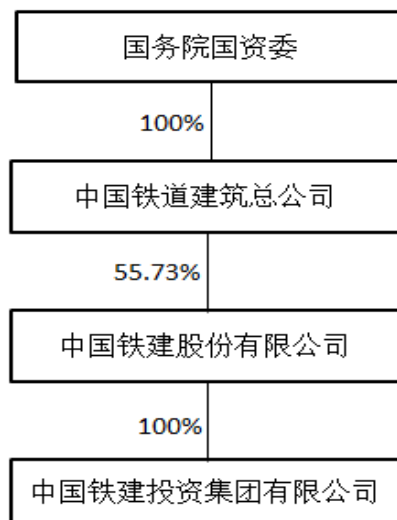 国务院国资委
100%
中国铁道建筑总公司
55.73%
中国铁建股份有限公司
100%
中国铁建投资集团有限公司